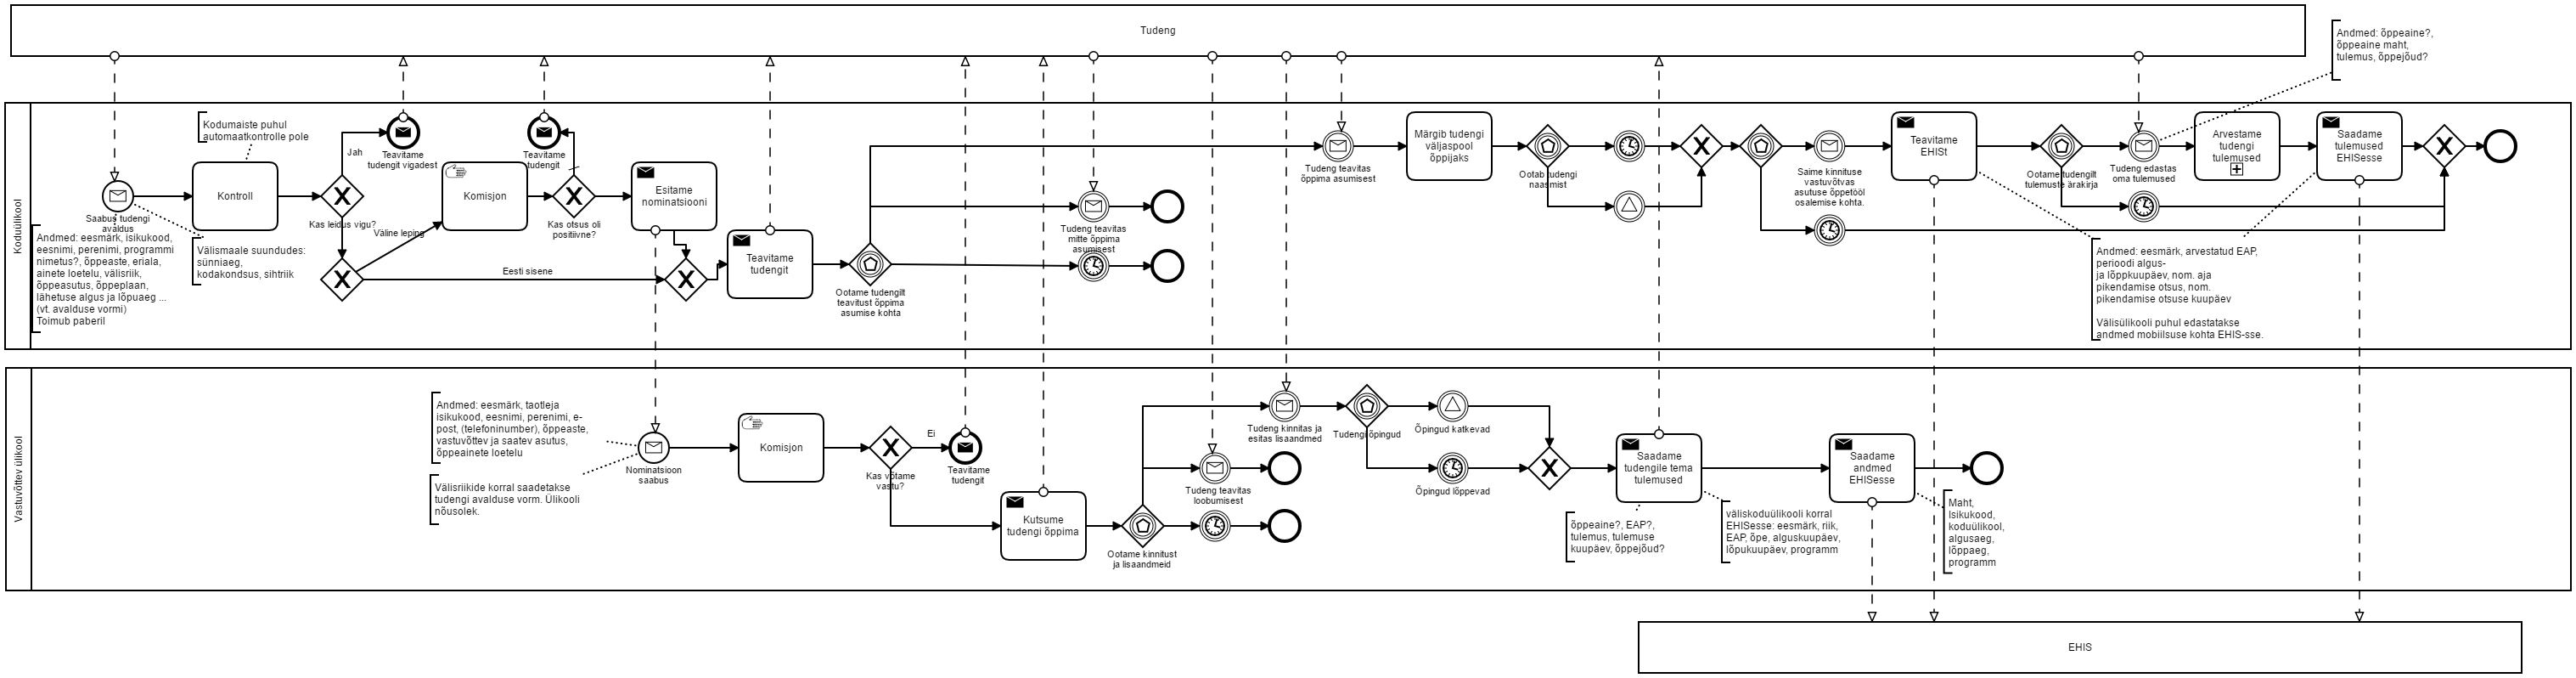 Tudeng
Andmed: õppeaine?,
õppeaine maht,
tulemus, õppejõud?
Koduülikool
Kodumaiste puhul
automaatkontrolle pole
Saabus tudengi
avaldus
Andmed: eesmärk, isikukood,
eesnimi, perenimi, programmi
nimetus?, õppeaste, eriala,
ainete loetelu, välisriik,
õppeasutus, õppeplaan,
lähetuse algus ja lõpuaeg ...
(vt. avalduse vormi)
Toimub paberil
Välismaale suundudes:
sünniaeg,
kodakondsus, sihtriik
Kontroll
Kas leidus vigu?
Jah
Teavitame
tudengit vigadest
Väline leping
Eesti sisene
Komisjon
Teavitame
tudengit
Kas otsus oli
positiivne?
Esitame
nominatsiooni
Teavitame
tudengit
Ootame tudengilt
teavitust õppima
asumise kohta
Tudeng teavitas
mitte õppima
asumisest
Tudeng teavitas
õppima asumisest
Märgib tudengi
väljaspool
õppijaks
Ootab tudengi
naasmist
Saime kinnituse
vastuvõtvas
asutuse õppetööl
osalemise kohta.
Teavitame
EHISt
Ootame tudengilt
tulemuste ärakirja
Tudeng edastas
oma tulemused
Arvestame
tudengi
tulemused
Saadame
tulemused
EHISesse
Andmed: eesmärk, arvestatud EAP,
perioodi algus-
ja lõppkuupäev, nom. aja
pikendamise otsus, nom.
pikendamise otsuse kuupäev
Välisülikooli puhul edastatakse
andmed mobiilsuse kohta EHIS-sse.
Vastuvõttev ülikool
Andmed: eesmärk, taotleja
isikukood, eesnimi, perenimi, e-
post, (telefoninumber), õppeaste,
vastuvõttev ja saatev asutus,
õppeainete loetelu
Välisriikide korral saadetakse
tudengi avalduse vorm. Ülikooli
nõusolek.
Nominatsioon
saabus
Komisjon
Kas võtame
vastu?
Ei
Teavitame
tudengit
Kutsume
tudengi õppima
Ootame kinnitust
ja lisaandmeid
Tudeng teavitas
loobumisest
Tudeng kinnitas ja
esitas lisaandmed
Tudengi õpingud
Õpingud katkevad
Õpingud lõppevad
Saadame
tudengile tema
tulemused
õppeaine?, EAP?,
tulemus, tulemuse
kuupäev, õppejõud?
väliskoduülikooli korral
EHISesse: eesmärk, riik,
EAP, õpe, alguskuupäev,
lõpukuupäev, programm
Saadame
andmed
EHISesse
Maht,
Isikukood,
koduülikool,
algusaeg,
lõppaeg,
programm
EHIS